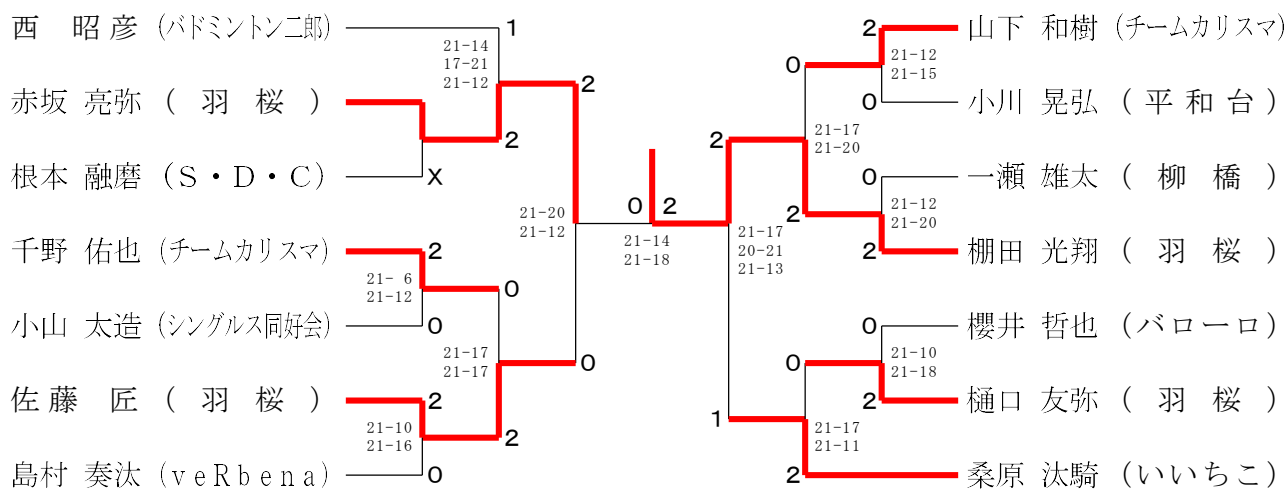 西 昭彦 (バドミントン二郎)
1
21-14
17-21
21-12
2
赤坂 亮弥 ( 羽 桜 )
2
根本 融磨 (S・D・C)
X
21-20
21-12
千野 佑也 (チームカリスマ)
2
21- 6
21-12
0
小山 太造 (シングルス同好会)
0
21-17
21-17
0
佐藤 匠 ( 羽 桜 )
2
21-10
21-16
2
島村 奏汰 (veRbena)
0
0 2
21-14
21-18
2 山下 和樹 (チームカリスマ)
0
21-12
21-15
0 小川 晃弘 ( 平 和 台 )
2
21-17
21-20
0 一瀬 雄太 ( 柳 橋 )
2
21-12
21-20
21-17
20-21
21-13
2 棚田 光翔 ( 羽 桜 )
0 櫻井 哲也 (バローロ)
0
21-10
21-18
2 樋口 友弥 ( 羽 桜 )
1
21-17
21-11
2 桑原 汰騎 (いいちこ)